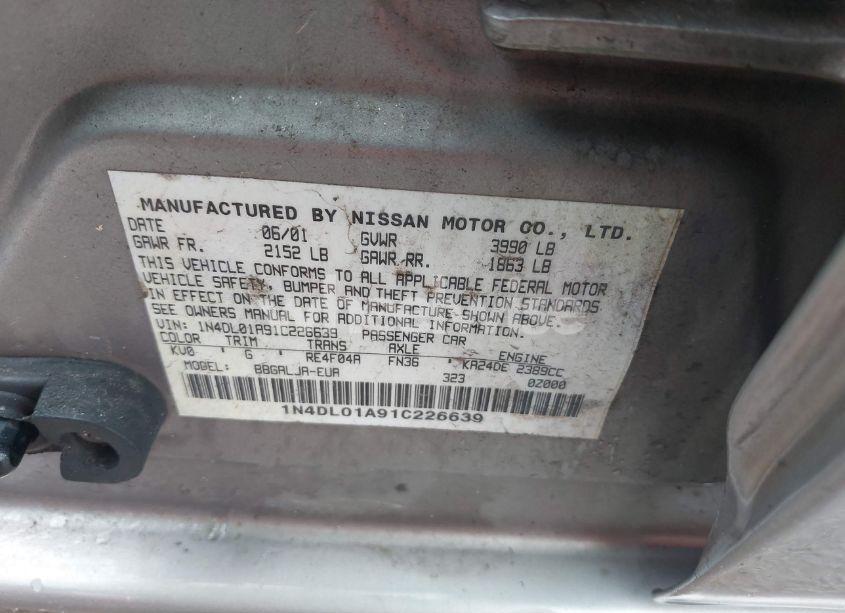 MANUFACTURED BY NISSAN MOTOR CO., LTD.
DATE 06/01 GVWR 3990 LB
GAWR FR. 2152 LB GAWR RR. 1863 LB
THIS VEHICLE CONFORMS TO ALL APPLICABLE FEDERAL MOTOR
VEHICLE SAFETY, BUMPER AND THEFT PREVENTION STANDARDS
IN EFFECT ON THE DATE OF MANUFACTURE SHOWN ABOVE.
SEE OWNERS MANUAL FOR ADDITIONAL INFORMATION.
VIN: 1N4DL01A91C226639 PASSENGER CAR
COLOR TRIM TRANS AXLE ENGINE
KV0 G RE4F04A FN36 KA24DE 2389CC
MODEL: BBGALJA-EUA 323 0Z000
1N4DL01A91C226639